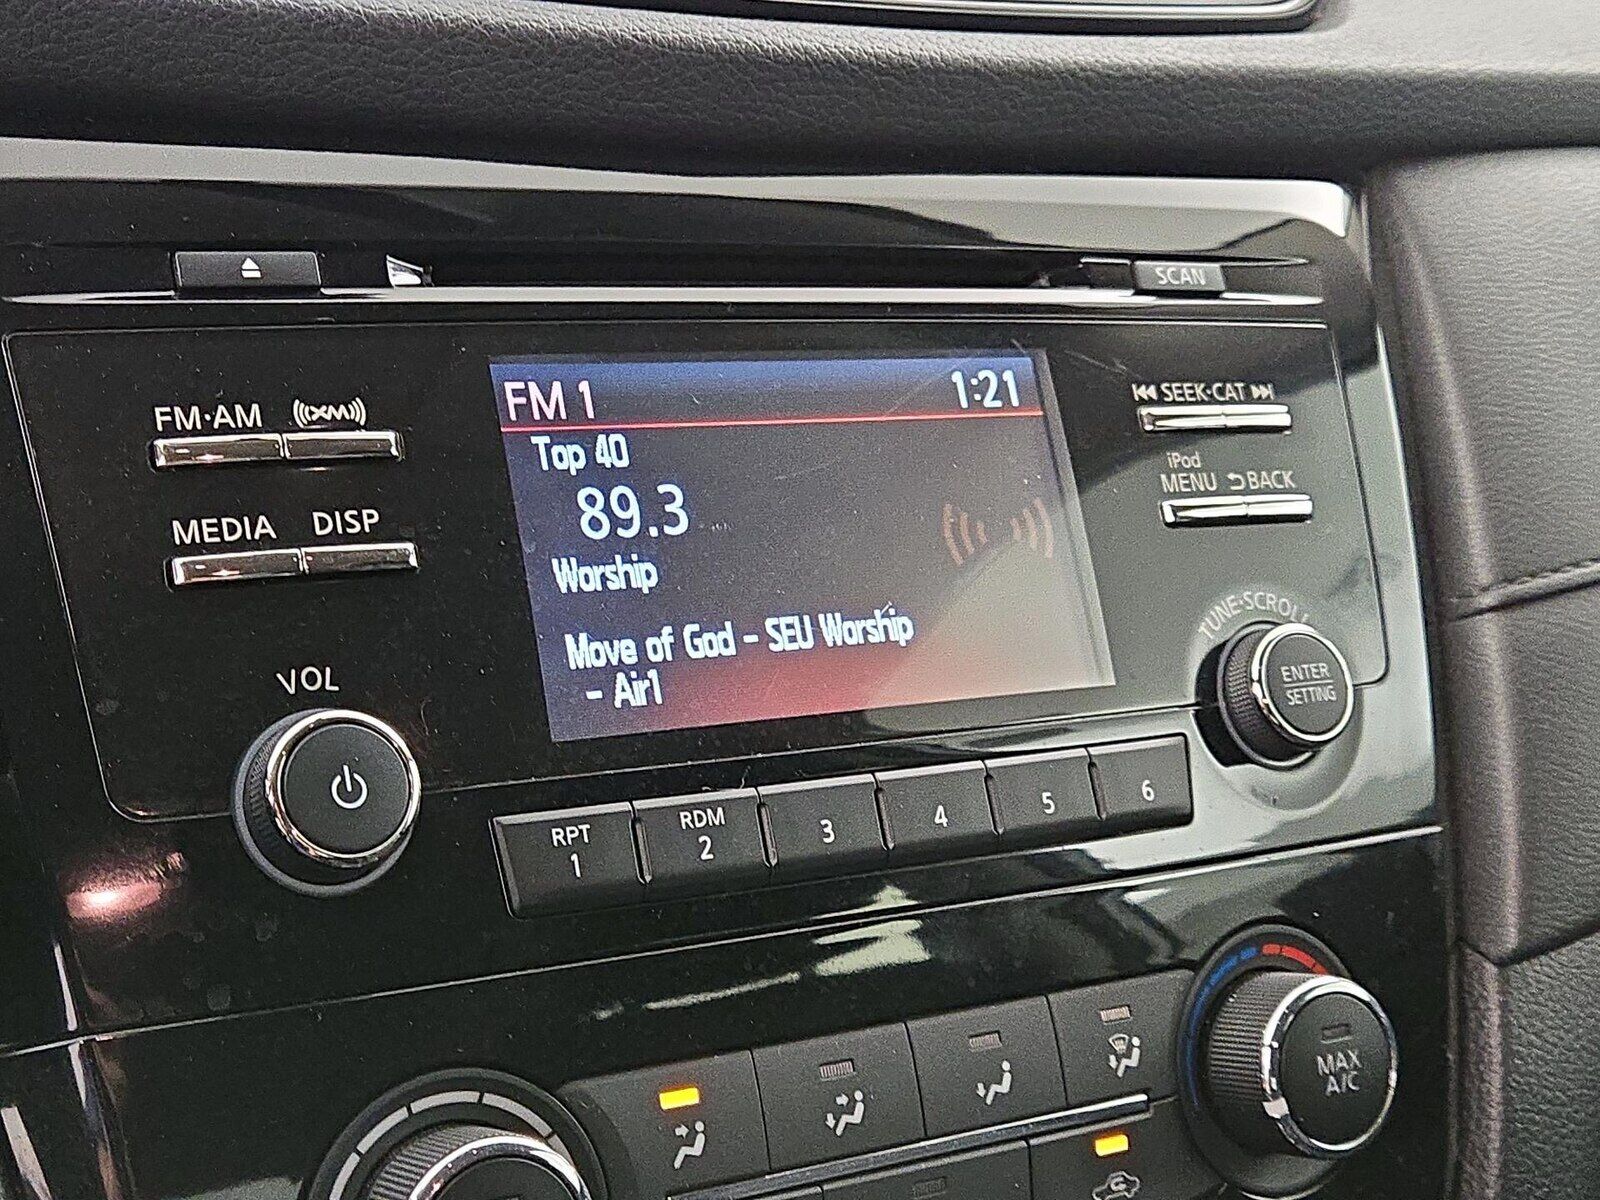 SCAN
FM·AM
(((XM)))
MEDIA DISP
VOL
FM 1 1:21
Top 40
89.3
Worship
Move of God - SEU Worship
- Air1
SEEK·CAT
iPod
MENU BACK
TUNE·SCROLL
ENTER
SETTING
RPT
1
RDM
2
3
4
5
6
MAX
A/C